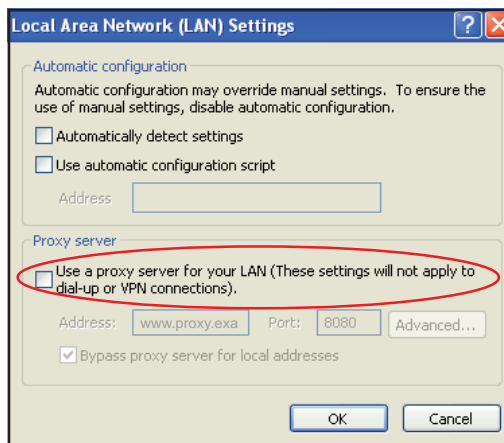 Local Area Network (LAN) Settings
Automatic configuration
Automatic configuration may override manual settings. To ensure the
use of manual settings, disable automatic configuration.
Automatically detect settings
Use automatic configuration script
Address
Proxy server
Use a proxy server for your LAN (These settings will not apply to
dial-up or VPN connections).
Address: www.proxy.exa Port: 8080 Advanced...
Bypass proxy server for local addresses
OK Cancel